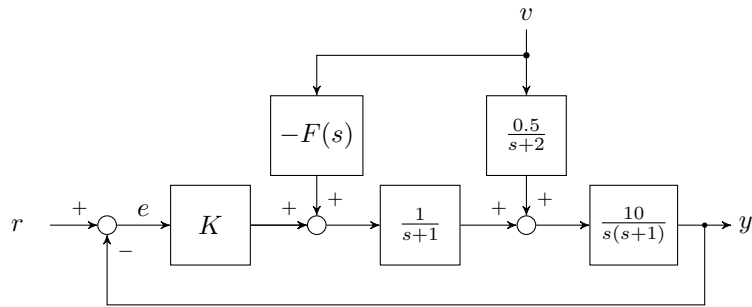 v
-F(s)
0.5
s+2
r
+
−
e
K
+
+
1
s+1
+
+
10
s(s+1)
y